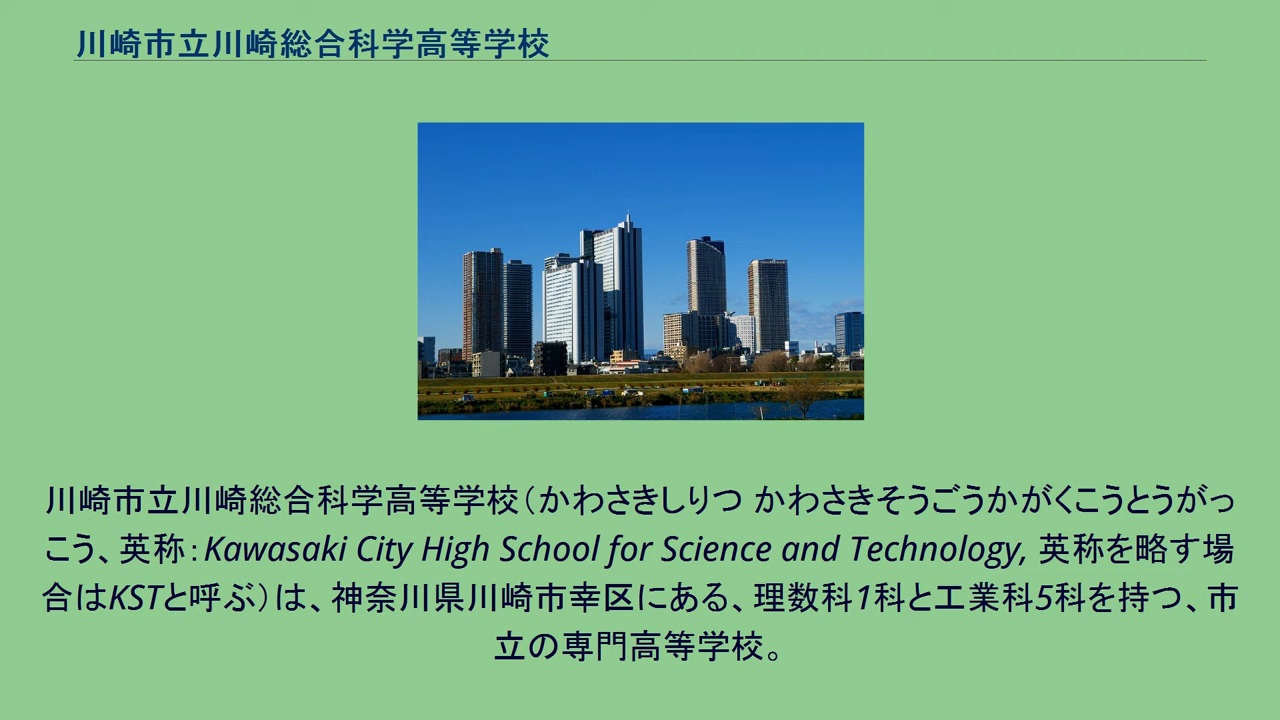 川崎市立川崎総合科学高等学校
川崎市立川崎総合科学高等学校（かわさきしりつ かわさきそうごうかがくこうとうがっ
こう、英称：Kawasaki City High School for Science and Technology, 英称を略す場
合はKSTと呼ぶ）は、神奈川県川崎市幸区にある、理数科1科と工業科5科を持つ、市
立の専門高等学校。